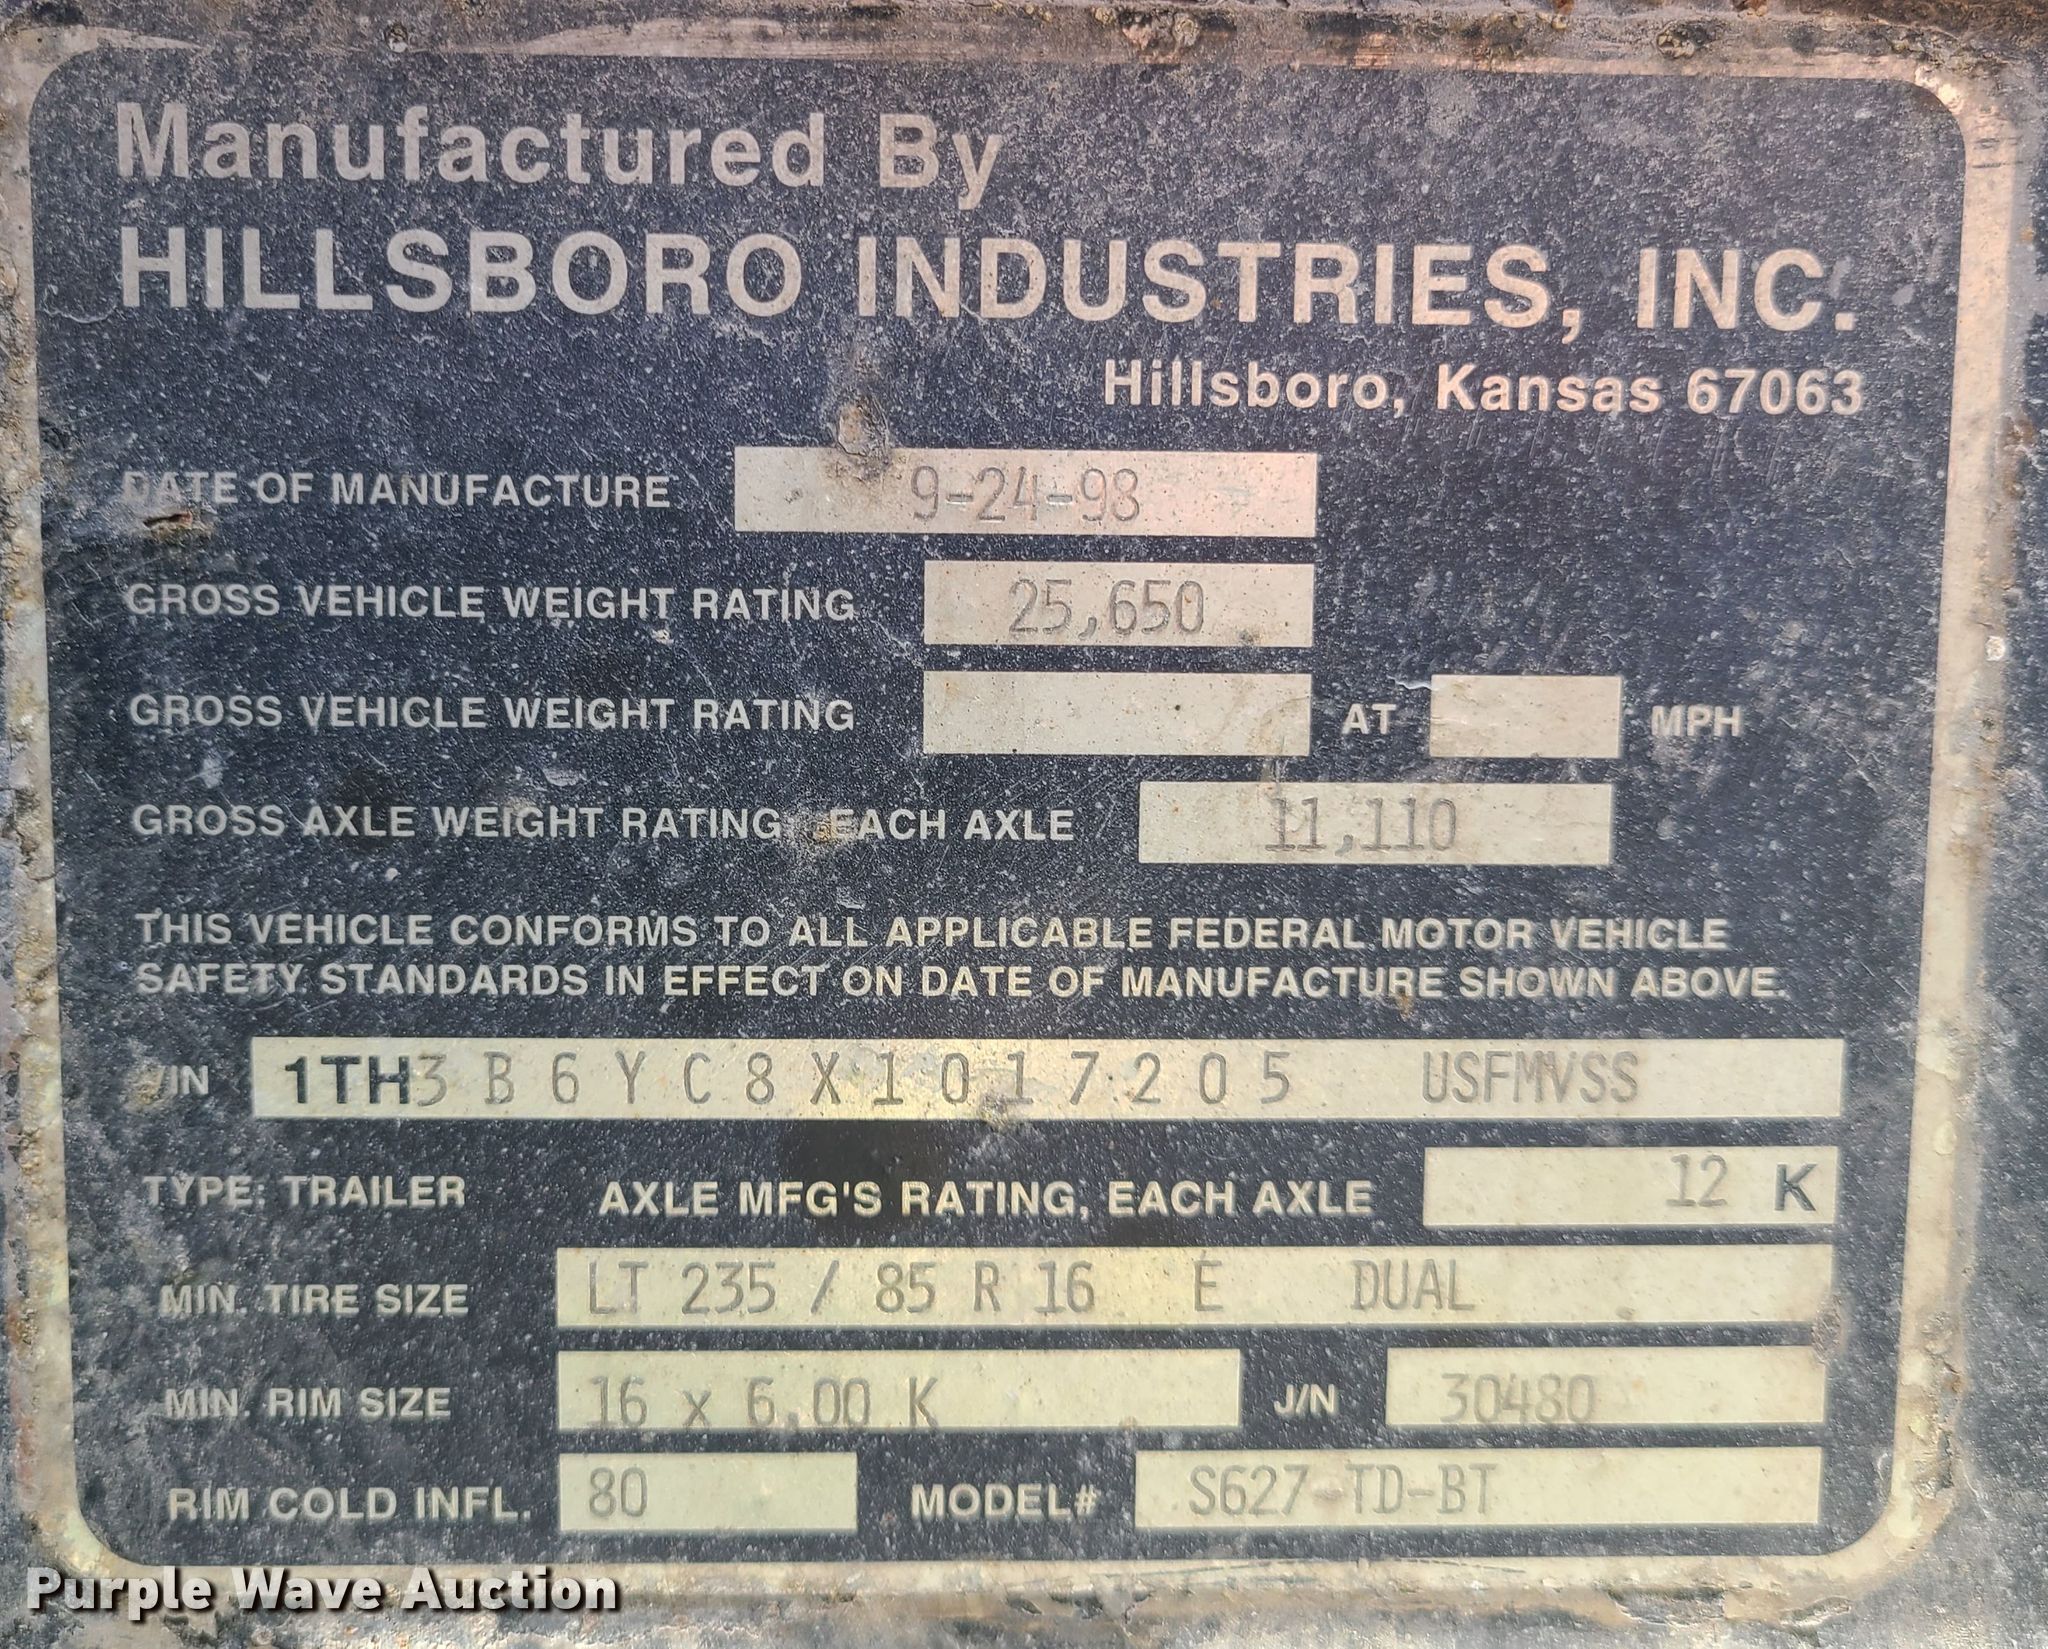 Manufactured By
HILLSBORO INDUSTRIES, INC.
Hillsboro, Kansas 67063
DATE OF MANUFACTURE 9-24-98
GROSS VEHICLE WEIGHT RATING 25,650
GROSS VEHICLE WEIGHT RATING AT MPH
GROSS AXLE WEIGHT RATING, EACH AXLE 11,110
THIS VEHICLE CONFORMS TO ALL APPLICABLE FEDERAL MOTOR VEHICLE
SAFETY STANDARDS IN EFFECT ON DATE OF MANUFACTURE SHOWN ABOVE.
VIN 1TH3B6YC8X1017205 USFMVSS
TYPE: TRAILER AXLE MFG'S RATING, EACH AXLE 12 K
MIN. TIRE SIZE LT 235 / 85 R 16 E DUAL
MIN. RIM SIZE 16 x 6.00 K J/N 30480
RIM COLD INFL. 80 MODEL# S627-TD-BT
Purple Wave Auction